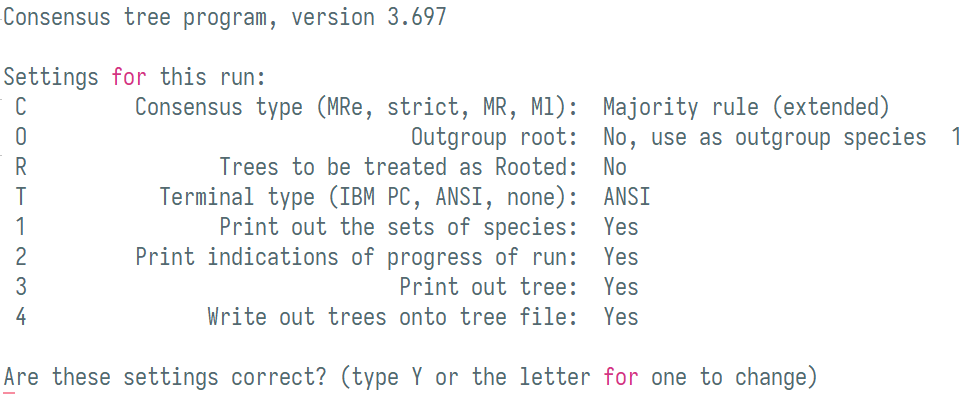 Consensus tree program, version 3.697
Settings for this run:
C Consensus type (MRe, strict, MR, Ml): Majority rule (extended)
O Outgroup root: No, use as outgroup species 1
R Trees to be treated as Rooted: No
T Terminal type (IBM PC, ANSI, none): ANSI
1 Print out the sets of species: Yes
2 Print indications of progress of run: Yes
3 Print out tree: Yes
4 Write out trees onto tree file: Yes
Are these settings correct? (type Y or the letter for one to change)